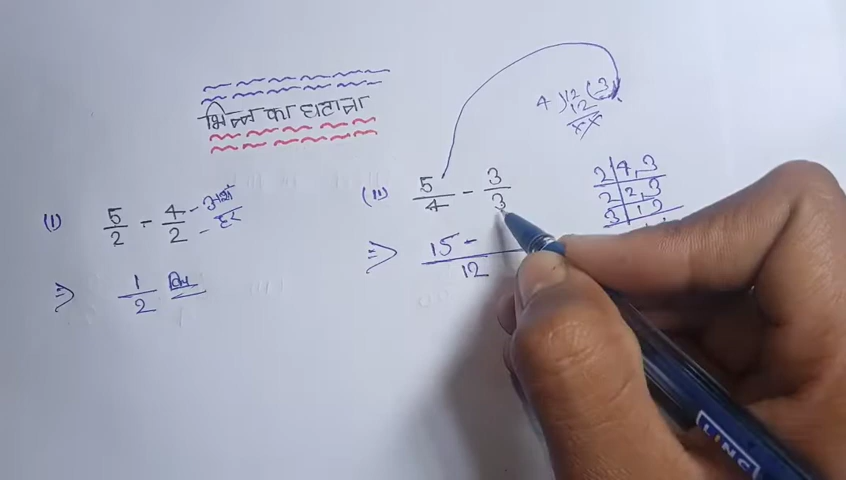 भिन्न का घटाना
(I) 5/2 - 4/2 - अंश - हर
⇒ 1/2
(II) 5/4 - 3/3
⇒ 15 - / 12
4 ) 12 ( 3
12
××
2 | 4, 3
2 | 2, 3
3 | 1, 3
LINC